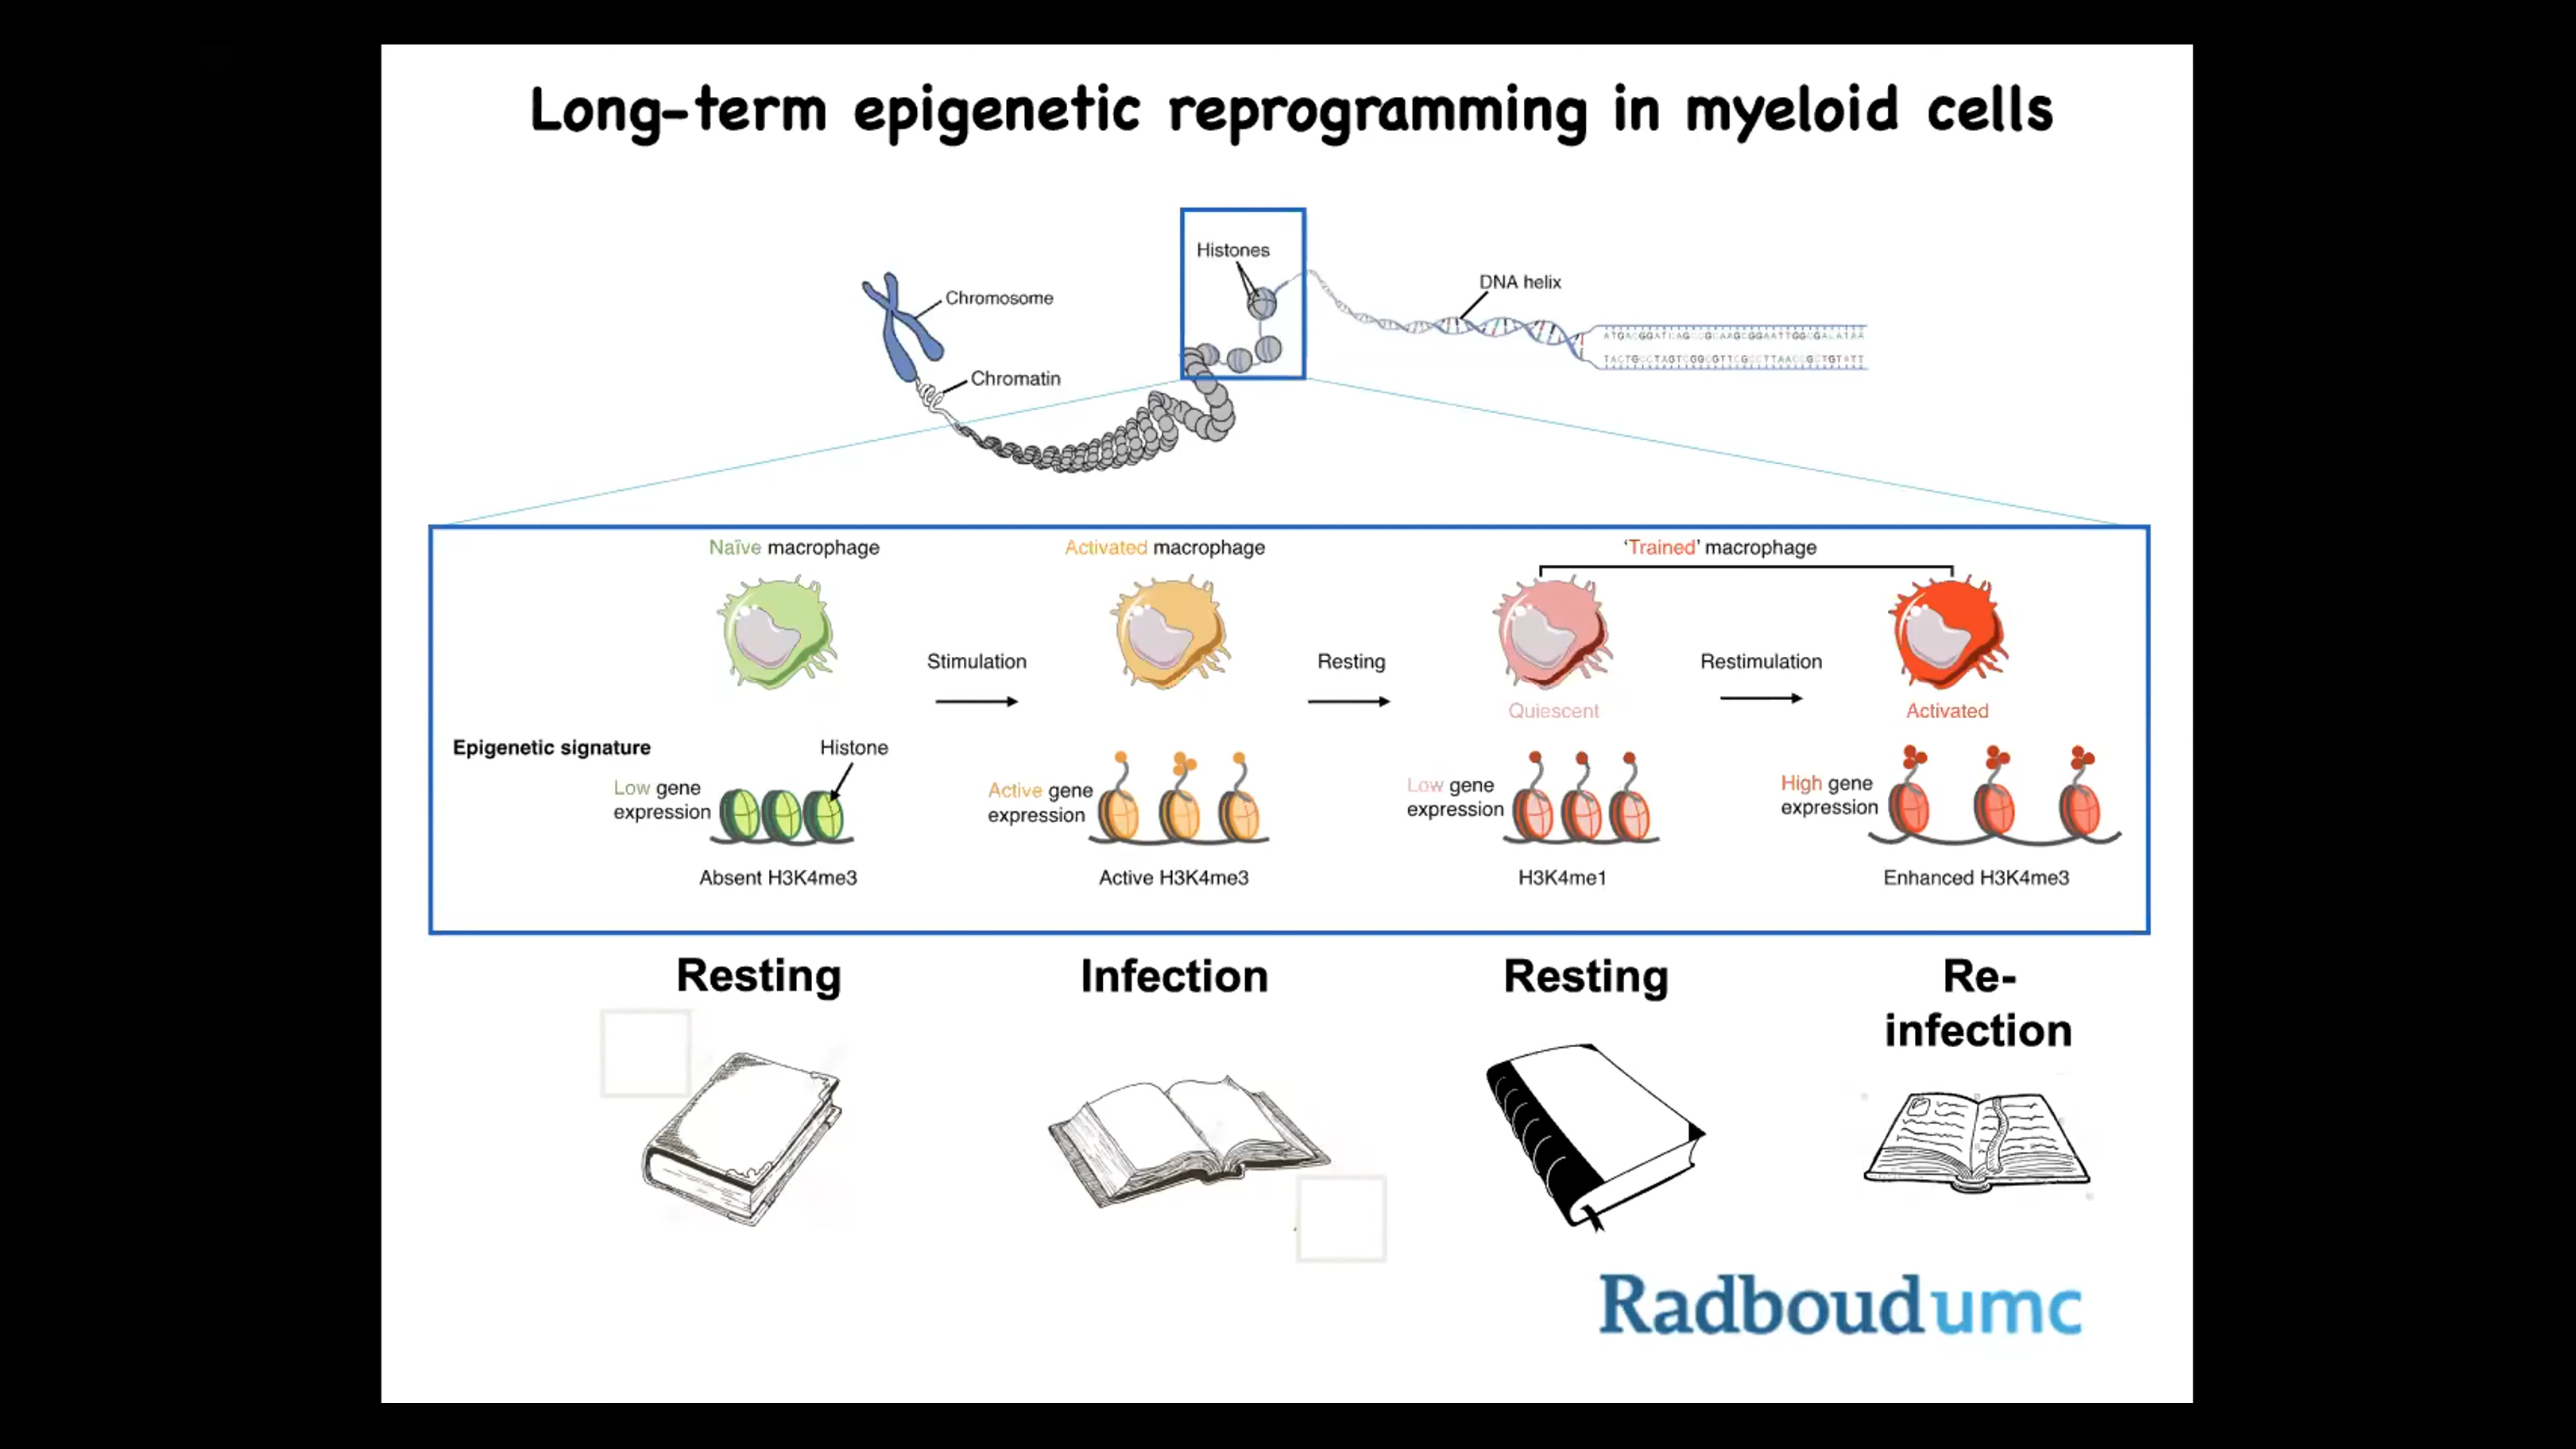 Long-term epigenetic reprogramming in myeloid cells
Histones
DNA helix
Chromosome
Chromatin
Naïve macrophage
Activated macrophage
'Trained' macrophage
Stimulation
Resting
Restimulation
Quiescent
Activated
Epigenetic signature
Histone
Low gene
expression
Active gene
expression
Low gene
expression
High gene
expression
Absent H3K4me3
Active H3K4me3
H3K4me1
Enhanced H3K4me3
Resting
Infection
Resting
Re-
infection
Radboudumc